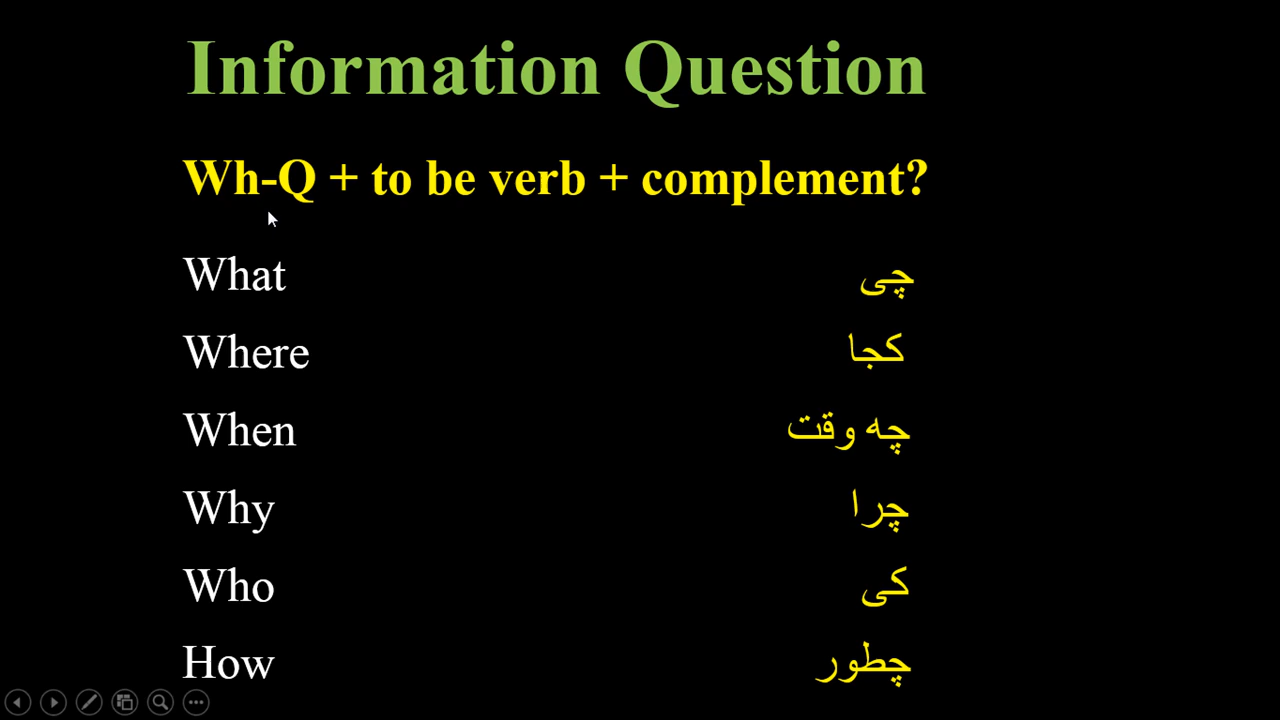 Information Question
Wh-Q + to be verb + complement?
What چی
Where کجا
When چه وقت
Why چرا
Who کی
How چطور